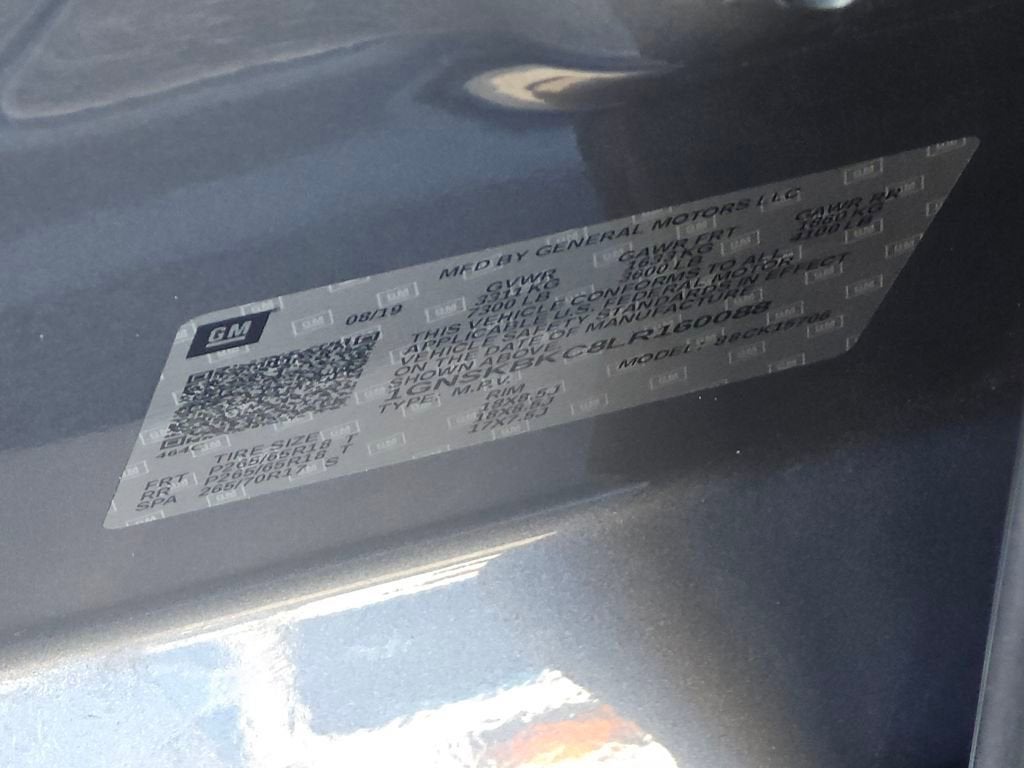 MFD BY GENERAL MOTORS LLC
GM
08/19
GVWR GAWR FRT GAWR RR
3311 KG 1633 KG 1860 KG
7300 LB 3600 LB 4100 LB
THIS VEHICLE CONFORMS TO ALL
APPLICABLE U.S. FEDERAL MOTOR
VEHICLE SAFETY STANDARDS IN EFFECT
ON THE DATE OF MANUFACTURE
SHOWN ABOVE.
1GNSKBKC8LR160088
TYPE: M.P.V. MODEL:
TIRE SIZE RIM
FRT P265/65R18 T 18X8.5J
RR P265/65R18 T 18X8.5J
SPA 265/70R17 S 17X7.5J